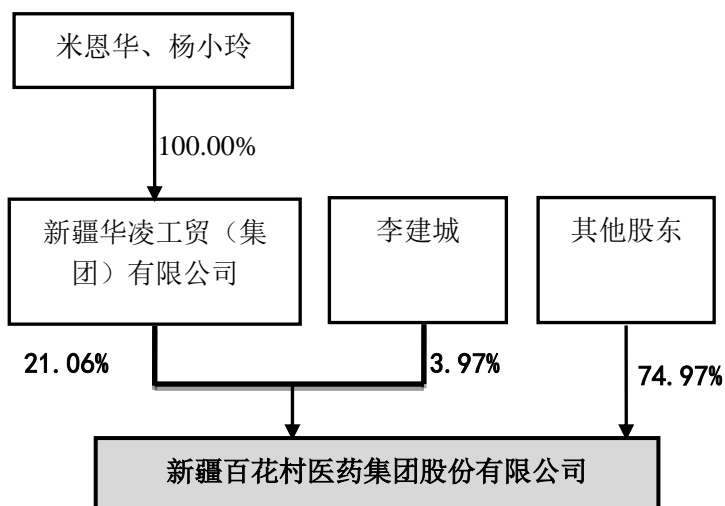 米恩华、杨小玲
100.00%
新疆华凌工贸（集
团）有限公司
李建城
其他股东
21.06%
3.97%
74.97%
新疆百花村医药集团股份有限公司